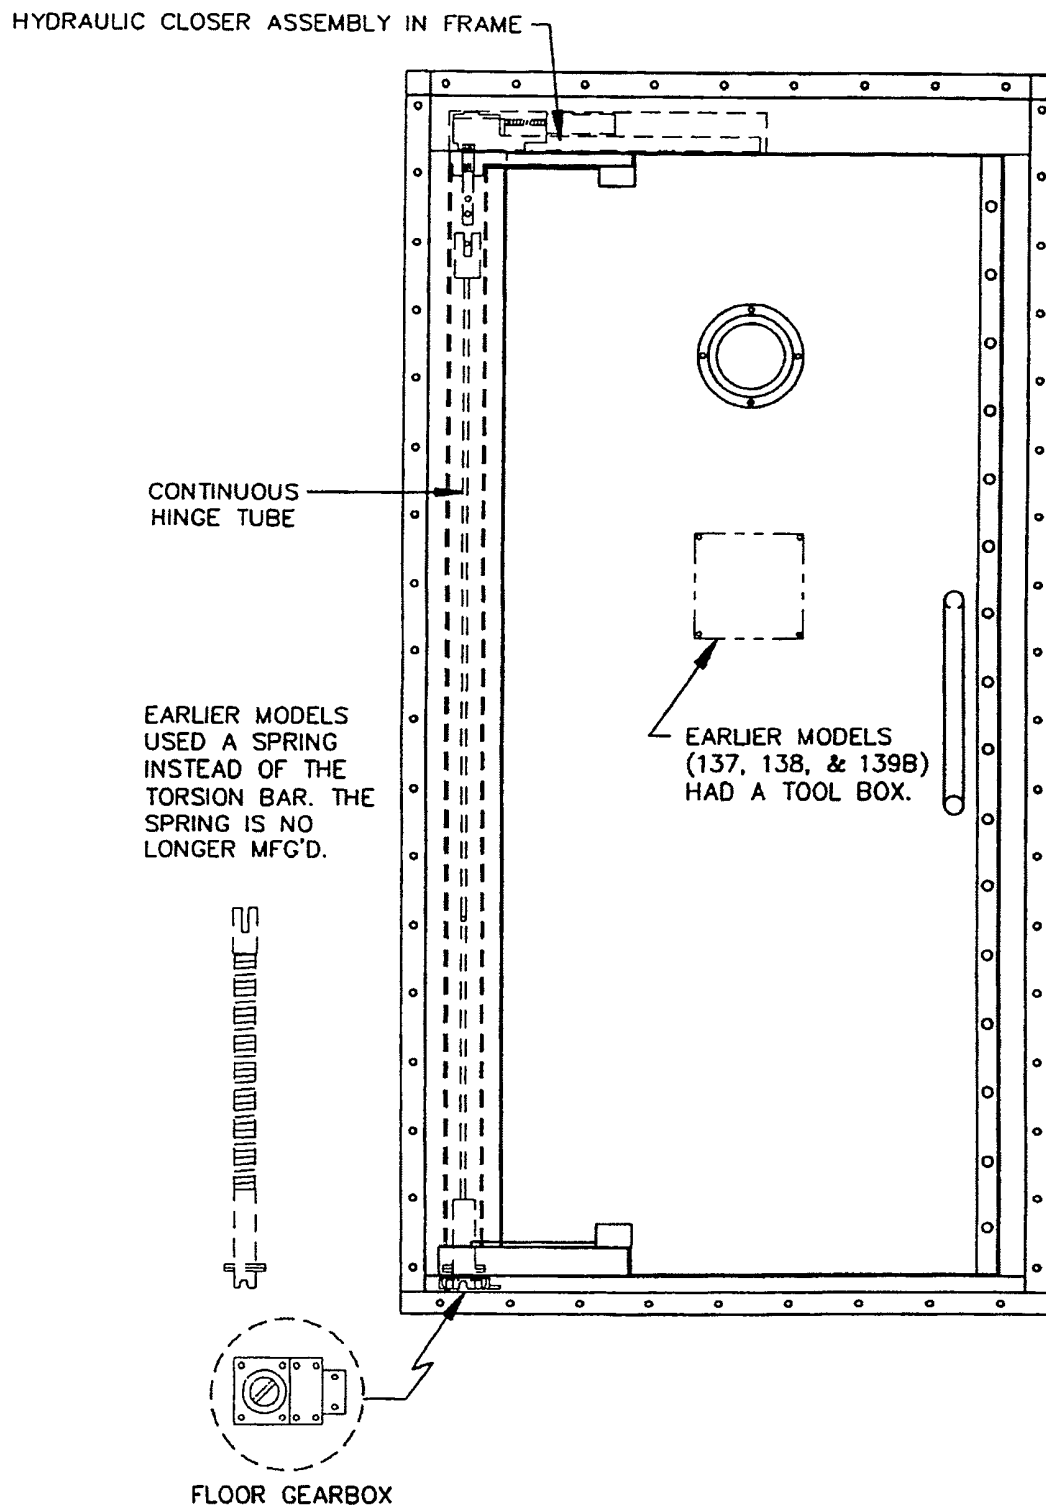 HYDRAULIC CLOSER ASSEMBLY IN FRAME
CONTINUOUS
HINGE TUBE
EARLIER MODELS
USED A SPRING
INSTEAD OF THE
TORSION BAR. THE
SPRING IS NO
LONGER MFG'D.
EARLIER MODELS
(137, 138, & 139B)
HAD A TOOL BOX.
FLOOR GEARBOX